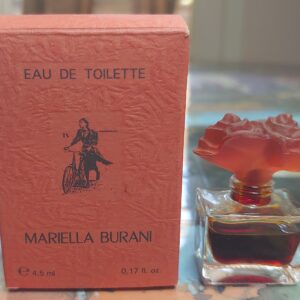 EAU DE TOILETTE
MARIELLA BURANI
℮ 4,5 ml 0,17 fl. oz.